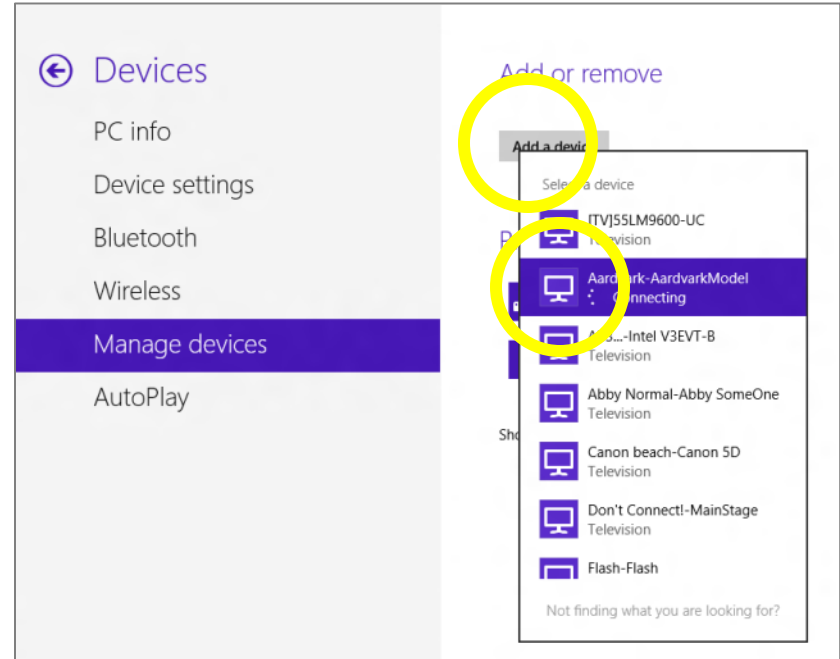 Devices
PC info
Device settings
Bluetooth
Wireless
Manage devices
AutoPlay
Add or remove
Add a device
Select a device
[TV]55LM9600-UC
Television
Aardvark-AardvarkModel
Connecting
-Intel V3EVT-B
Television
Abby Normal-Abby SomeOne
Television
Canon beach-Canon 5D
Television
Don't Connect!-MainStage
Television
Flash-Flash
Not finding what you are looking for?